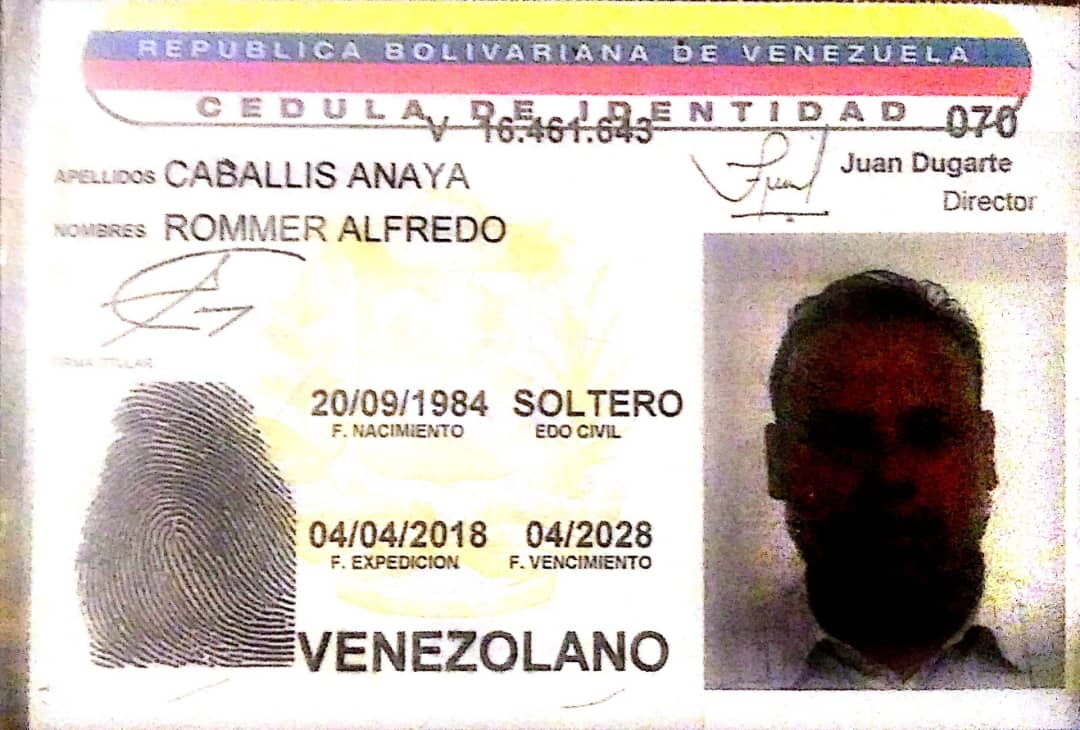 REPUBLICA BOLIVARIANA DE VENEZUELA
CEDULA DE IDENTIDAD
V 16.461.643 070
APELLIDOS CABALLIS ANAYA
Juan Dugarte
Director
NOMBRES ROMMER ALFREDO
FIRMA TITULAR
20/09/1984 SOLTERO
F. NACIMIENTO EDO CIVIL
04/04/2018 04/2028
F. EXPEDICION F. VENCIMIENTO
VENEZOLANO